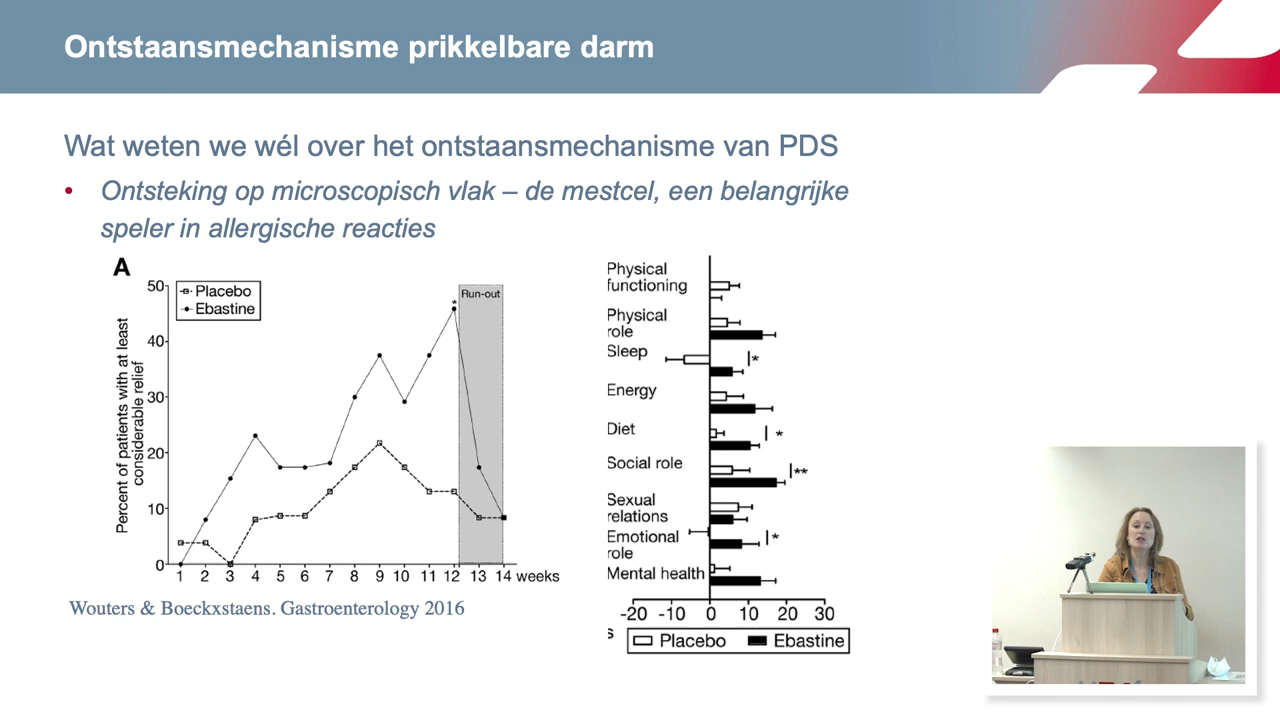 Ontstaansmechanisme prikkelbare darm
Wat weten we wél over het ontstaansmechanisme van PDS
• Ontsteking op microscopisch vlak – de mestcel, een belangrijke
speler in allergische reacties
A
Placebo
Ebastine
Run-out
*
Percent of patients with at least
considerable relief
50
40
30
20
10
0
1 2 3 4 5 6 7 8 9 10 11 12 13 14 weeks
Wouters & Boeckxstaens. Gastroenterology 2016
Physical
functioning
Physical
role
Sleep
*
Energy
Diet
*
Social role
**
Sexual
relations
Emotional
role
*
Mental health
-20 -10 0 10 20 30
s
Placebo Ebastine